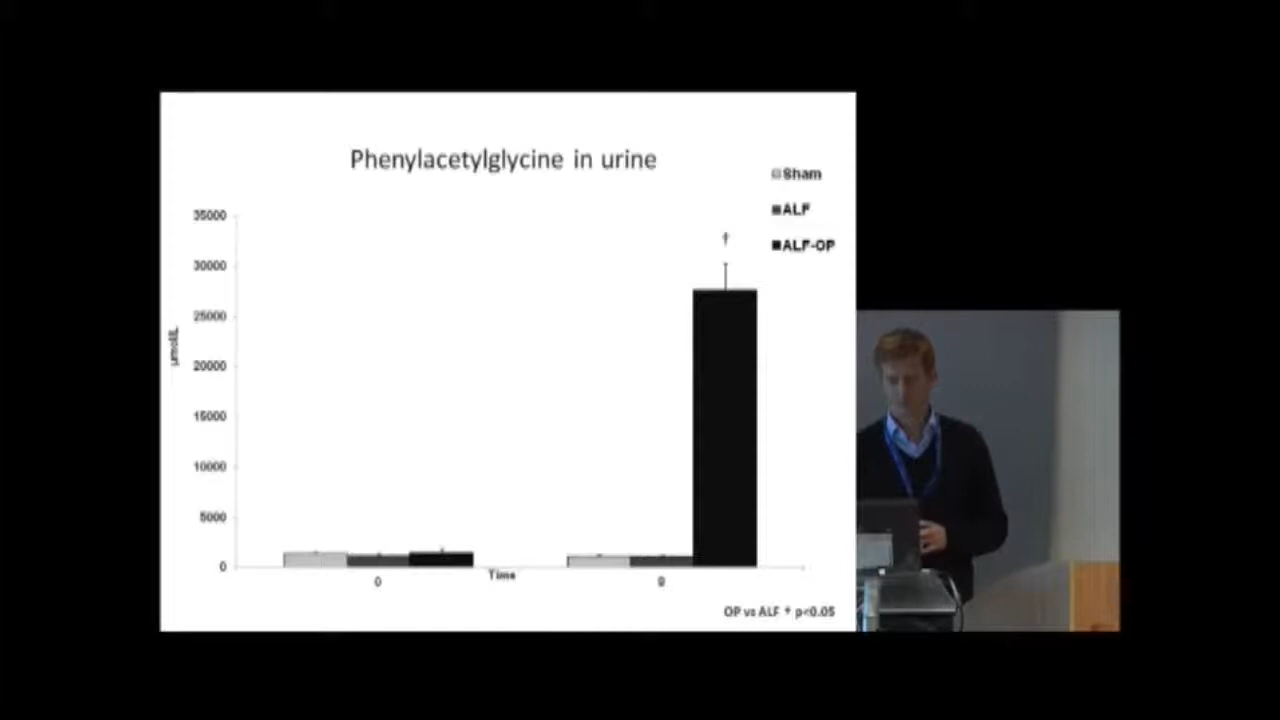 Phenylacetylglycine in urine
Sham
ALF
ALF-OP
†
35000
30000
25000
20000
15000
10000
5000
0
µmol/L
0
Time
OP vs ALF † p<0.05